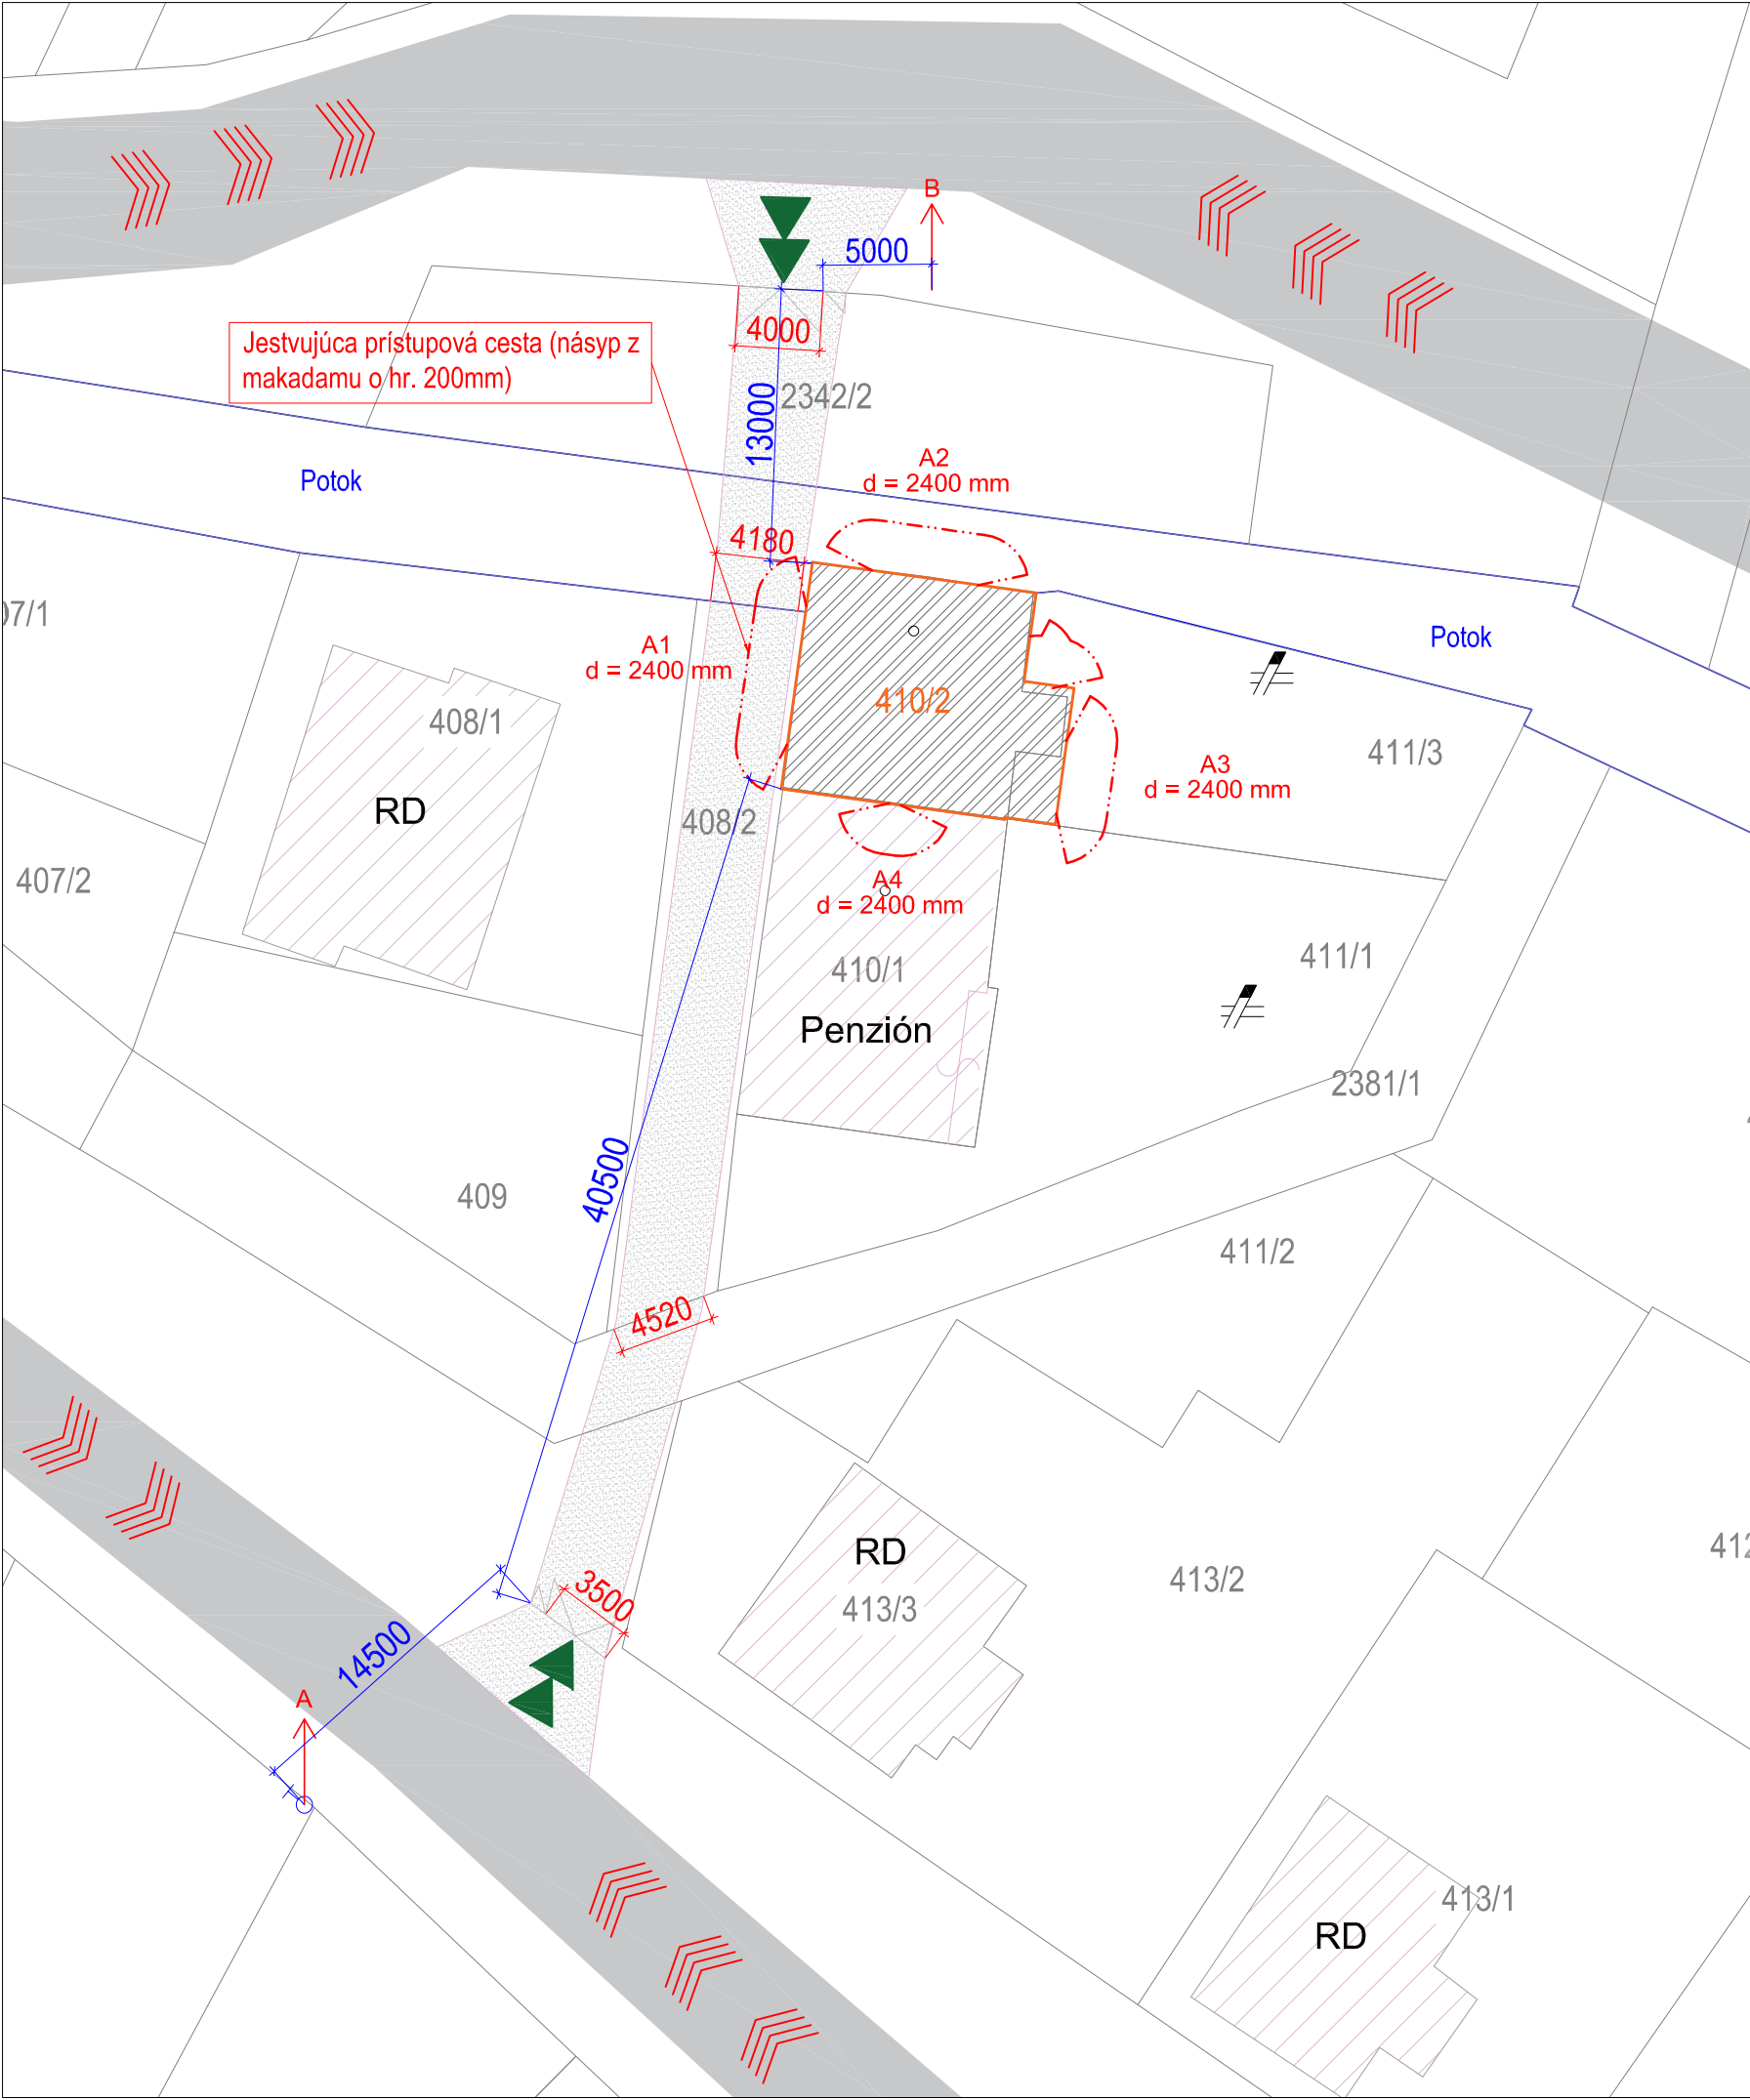 B
5000
4000
Jestvujúca prístupová cesta (násyp z
makadamu o hr. 200mm)
2342/2
13000
A2
d = 2400 mm
Potok
4180
07/1
Potok
A1
d = 2400 mm
410/2
408/1
411/3
A3
d = 2400 mm
RD
408/2
407/2
A4
d = 2400 mm
411/1
410/1
Penzión
2381/1
40500
409
411/2
4520
RD
412
413/2
3500
413/3
14500
A
413/1
RD